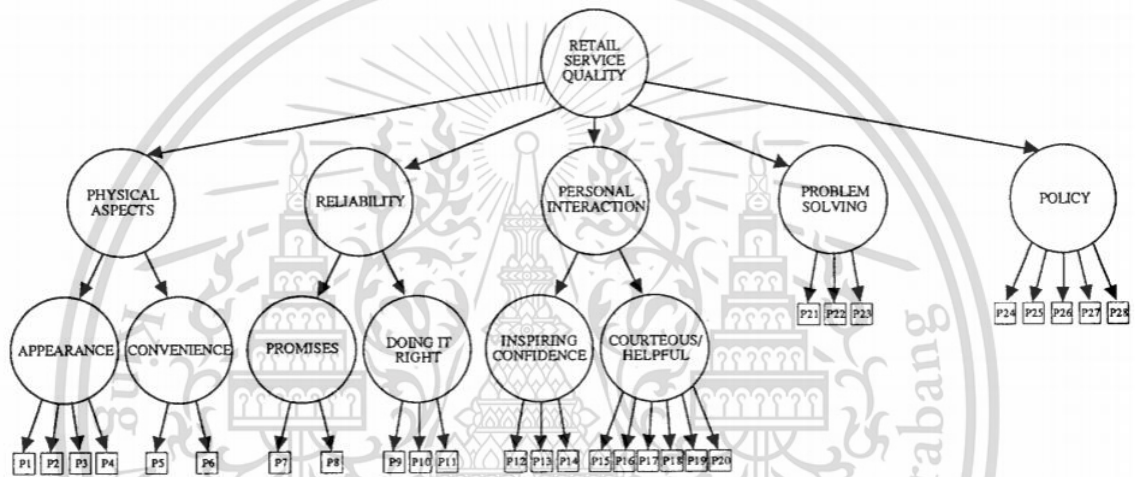 RETAIL
SERVICE
QUALITY
PHYSICAL
ASPECTS
RELIABILITY
PERSONAL
INTERACTION
PROBLEM
SOLVING
POLICY
P21 P22 P23
P24 P25 P26 P27 P28
APPEARANCE
CONVENIENCE
PROMISES
DOING IT
RIGHT
INSPIRING
CONFIDENCE
COURTEOUS/
HELPFUL
P1 P2 P3 P4
P5 P6
P7 P8
P9 P10 P11
P12 P13 P14
P15 P16 P17 P18 P19 P20